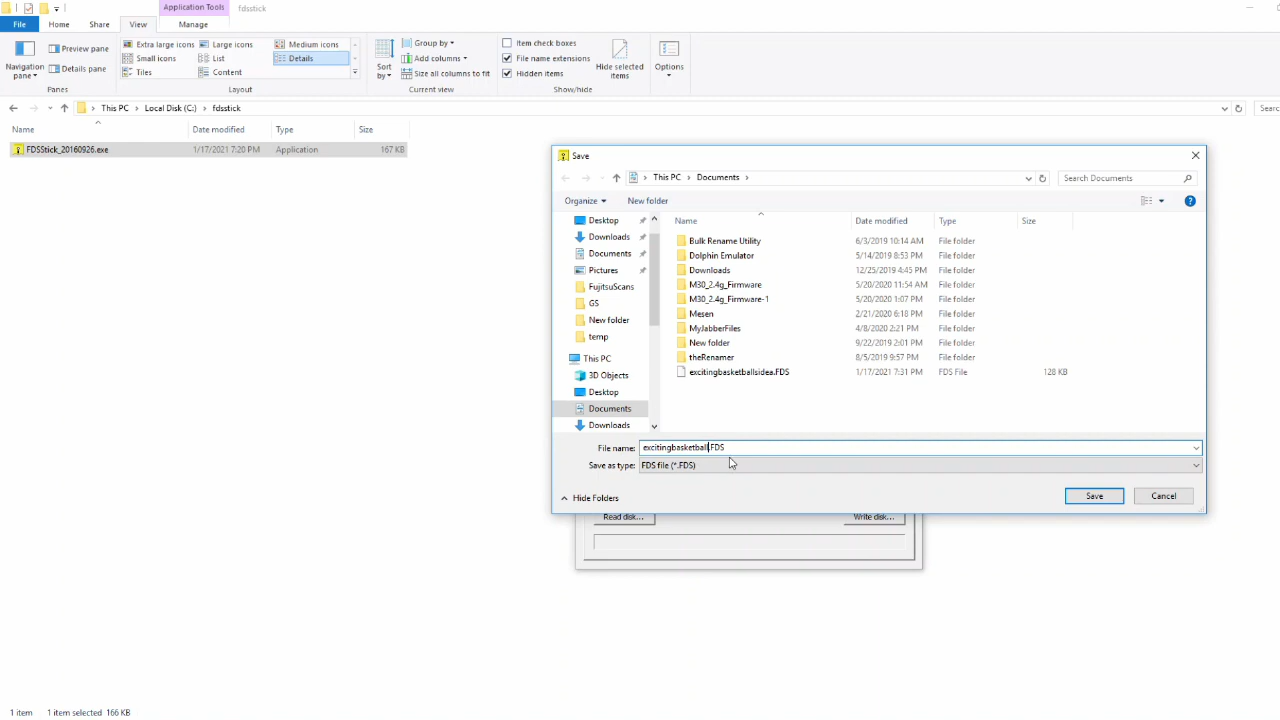 Application Tools fdsstick
File Home Share View Manage
Navigation pane
Preview pane
Details pane
Panes
Extra large icons Large icons Medium icons
Small icons List Details
Tiles Content
Layout
Sort by
Group by
Add columns
Size all columns to fit
Current view
Item check boxes
File name extensions
Hidden items
Hide selected items
Show/hide
Options
This PC Local Disk (C:) fdsstick
Searc
Name Date modified Type Size
FDSStick_20160926.exe 1/17/2021 7:20 PM Application 167 KB
Save
This PC Documents
Search Documents
Organize New folder
Desktop
Downloads
Documents
Pictures
FujitsuScans
GS
New folder
temp
This PC
3D Objects
Desktop
Documents
Downloads
Name Date modified Type Size
Bulk Rename Utility 6/3/2019 10:14 AM File folder
Dolphin Emulator 5/14/2019 8:53 PM File folder
Downloads 12/25/2019 4:45 PM File folder
M30_2.4g_Firmware 5/20/2020 11:54 AM File folder
M30_2.4g_Firmware-1 5/20/2020 1:07 PM File folder
Mesen 2/21/2020 6:18 PM File folder
MyJabberFiles 4/8/2020 2:21 PM File folder
New folder 9/22/2019 2:01 PM File folder
theRenamer 8/5/2019 9:57 PM File folder
excitingbasketballsidea.FDS 1/17/2021 7:31 PM FDS File 128 KB
File name: excitingbasketball.FDS
Save as type: FDS file (*.FDS)
Hide Folders Save Cancel
Read disk... Write disk...
1 item 1 item selected 166 KB